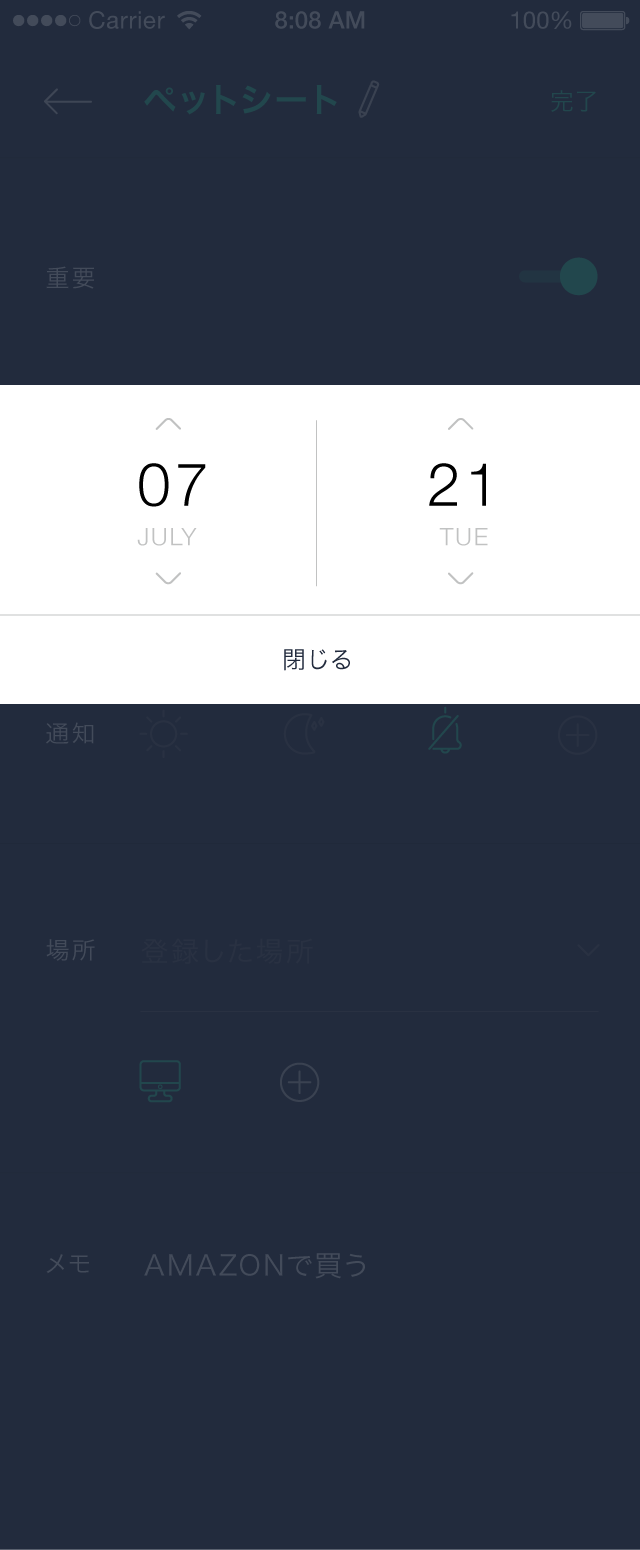 Carrier 8:08 AM 100%
ペットシート 完了
重要
07 21
JULY TUE
閉じる
通知
場所 登録した場所
メモ AMAZONで買う